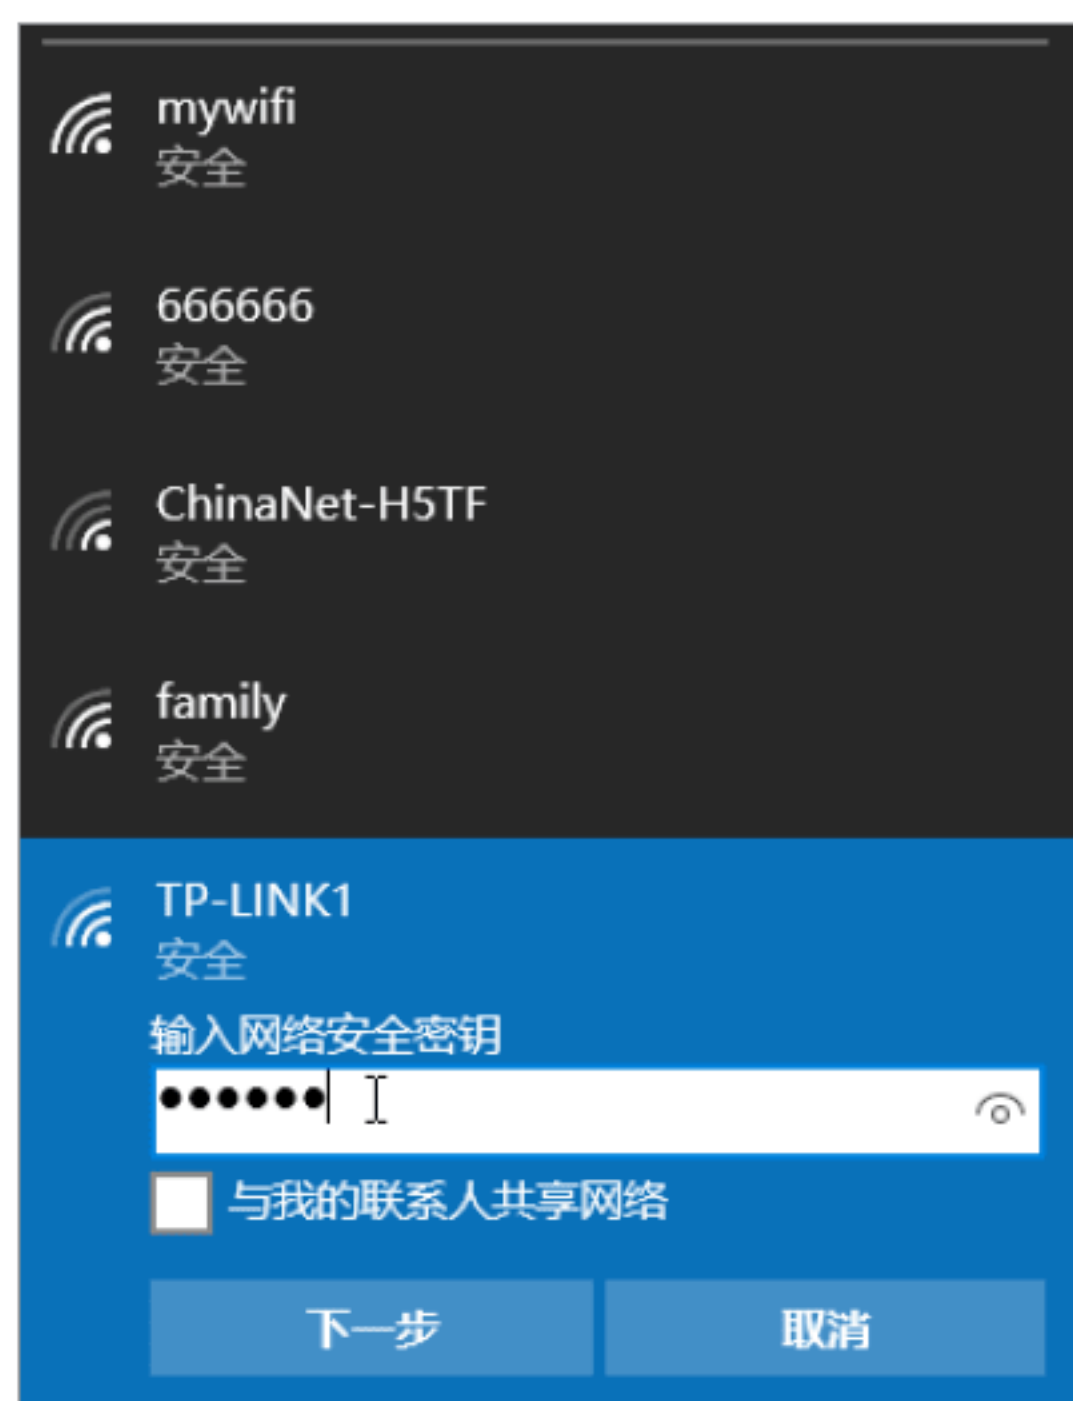 mywifi
安全
666666
安全
ChinaNet-H5TF
安全
family
安全
TP-LINK1
安全
输入网络安全密钥
●●●●●●
与我的联系人共享网络
下一步
取消